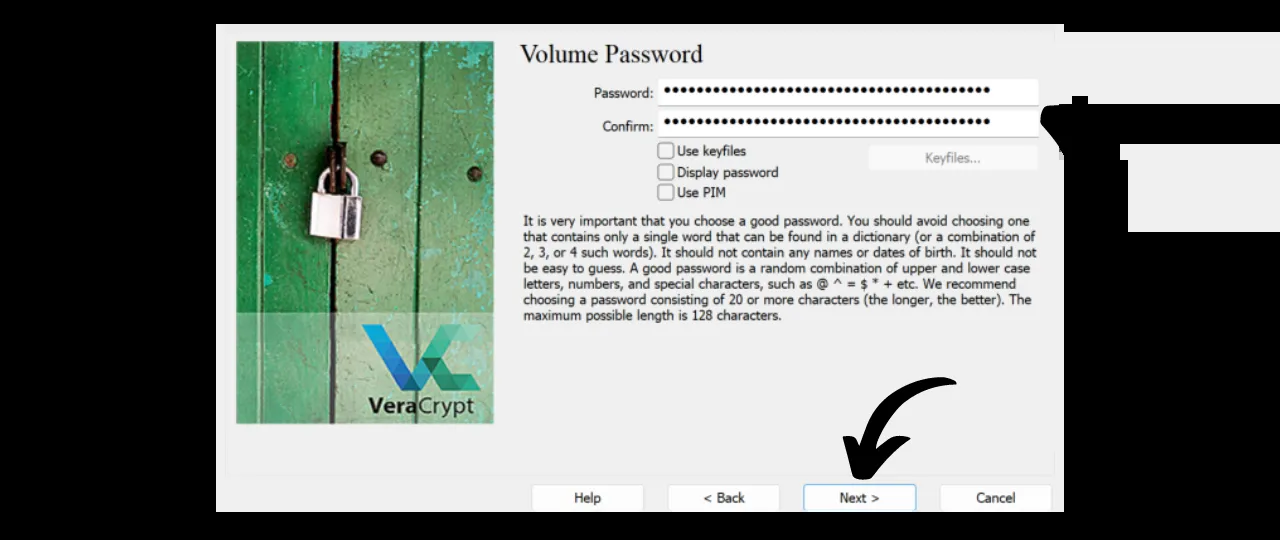 Volume Password
Password: ••••••••••••••••••••••••••••••••••••••••
Confirm: ••••••••••••••••••••••••••••••••••••••••
Use keyfiles
Keyfiles...
Display password
Use PIM
It is very important that you choose a good password. You should avoid choosing one
that contains only a single word that can be found in a dictionary (or a combination of
2, 3, or 4 such words). It should not contain any names or dates of birth. It should not
be easy to guess. A good password is a random combination of upper and lower case
letters, numbers, and special characters, such as @ ^ = $ * + etc. We recommend
choosing a password consisting of 20 or more characters (the longer, the better). The
maximum possible length is 128 characters.
VeraCrypt
Help
< Back
Next >
Cancel